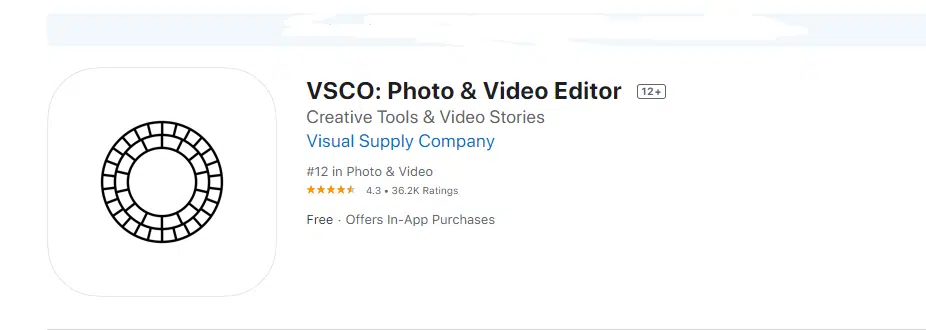 VSCO: Photo & Video Editor 12+
Creative Tools & Video Stories
Visual Supply Company
#12 in Photo & Video
4.3 • 36.2K Ratings
Free · Offers In-App Purchases